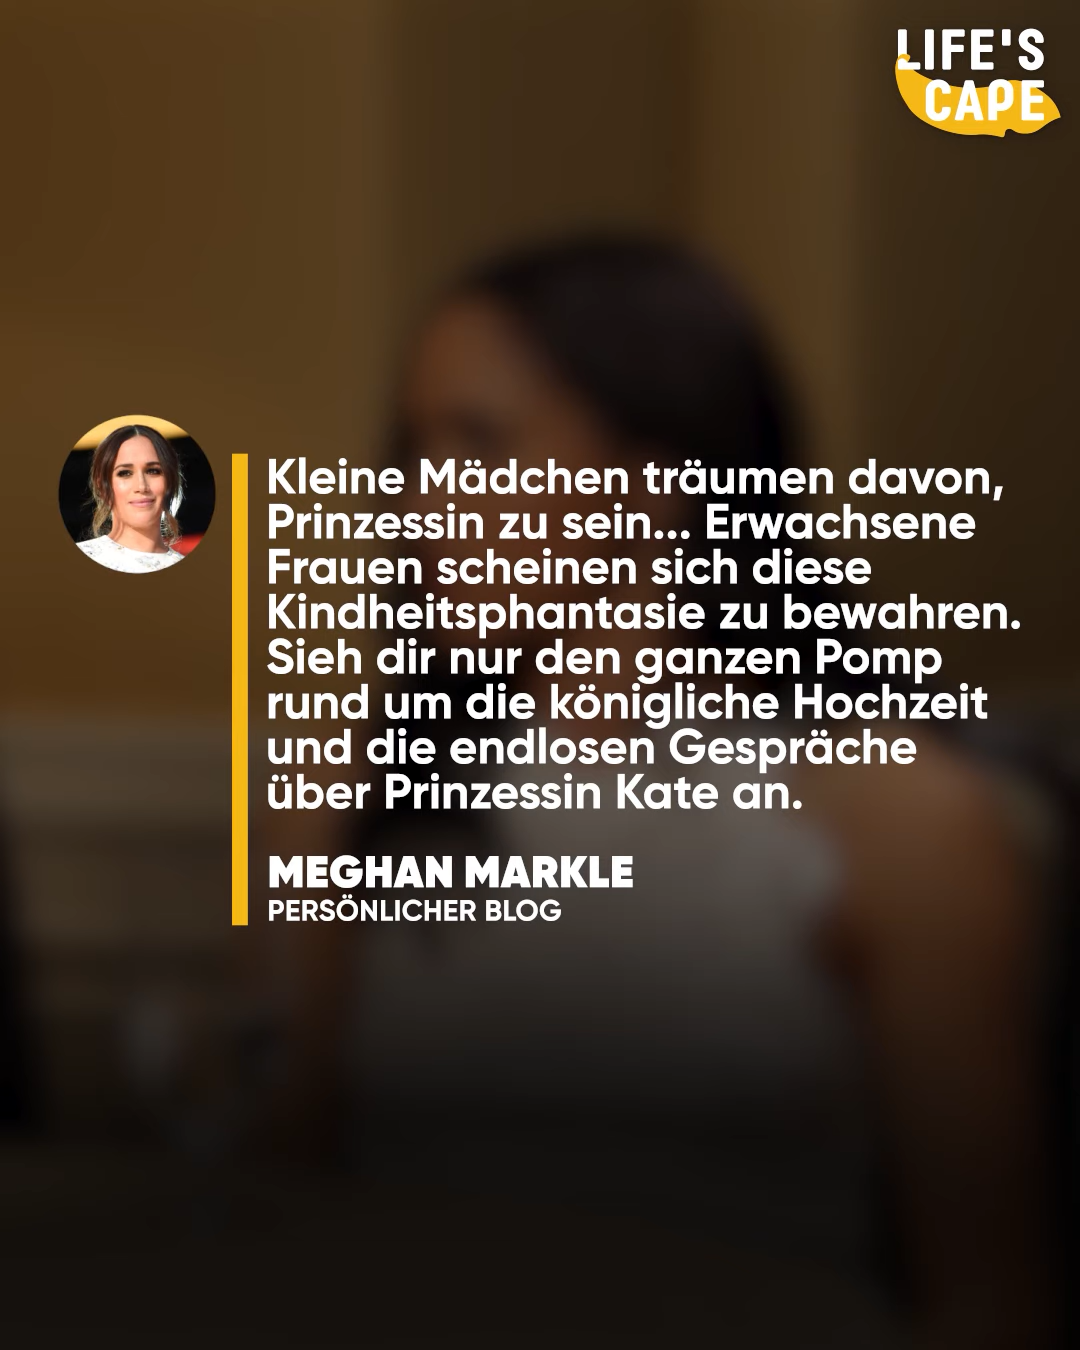 LIFE'S
CAPE
Kleine Mädchen träumen davon,
Prinzessin zu sein... Erwachsene
Frauen scheinen sich diese
Kindheitsphantasie zu bewahren.
Sieh dir nur den ganzen Pomp
rund um die königliche Hochzeit
und die endlosen Gespräche
über Prinzessin Kate an.
MEGHAN MARKLE
PERSÖNLICHER BLOG